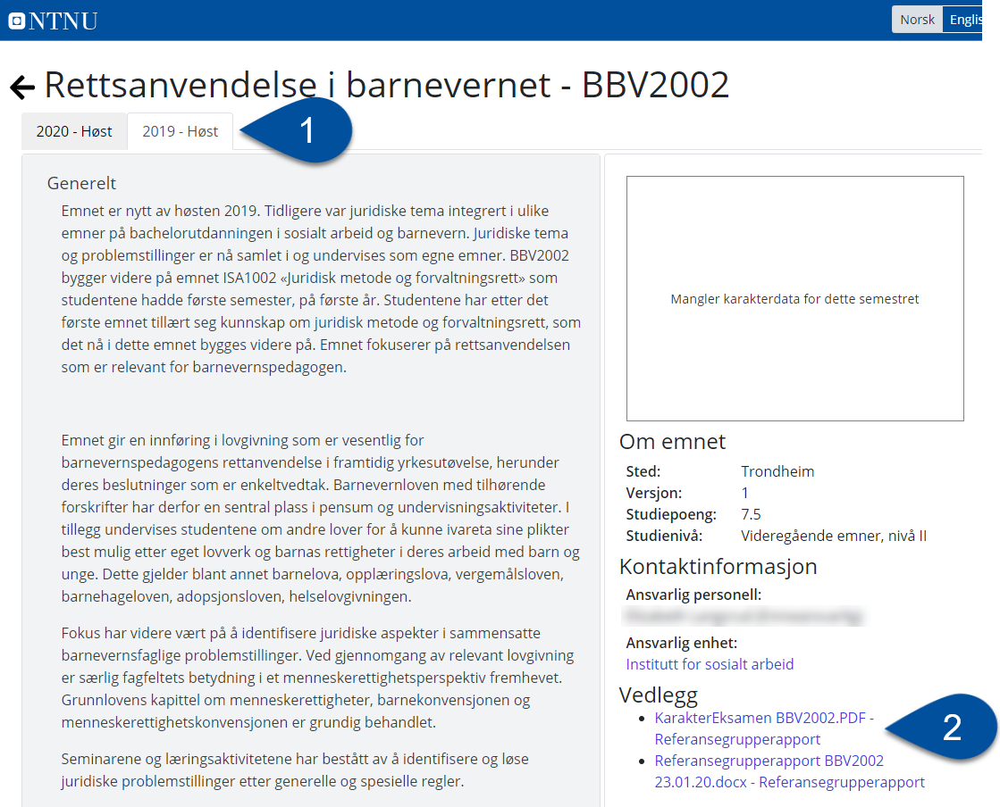 NTNU
Norsk
Englis
Rettsanvendelse i barnevernet - BBV2002
2020 - Høst
2019 - Høst
1
Generelt
Emnet er nytt av høsten 2019. Tidligere var juridiske tema integrert i ulike
emner på bachelorutdanningen i sosialt arbeid og barnevern. Juridiske tema
og problemstillinger er nå samlet i og undervises som egne emner. BBV2002
bygger videre på emnet ISA1002 «Juridisk metode og forvaltningsrett» som
studentene hadde første semester, på første år. Studentene har etter det
første emnet tillært seg kunnskap om juridisk metode og forvaltningsrett, som
det nå i dette emnet bygges videre på. Emnet fokuserer på rettsanvendelsen
som er relevant for barnevernspedagogen.
Emnet gir en innføring i lovgivning som er vesentlig for
barnevernspedagogens rettanvendelse i framtidig yrkesutøvelse, herunder
deres beslutninger som er enkeltvedtak. Barnevernloven med tilhørende
forskrifter har derfor en sentral plass i pensum og undervisningsaktiviteter. I
tillegg undervises studentene om andre lover for å kunne ivareta sine plikter
best mulig etter eget lovverk og barnas rettigheter i deres arbeid med barn og
unge. Dette gjelder blant annet barnelova, opplæringslova, vergemålsloven,
barnehageloven, adopsjonsloven, helselovgivningen.
Fokus har videre vært på å identifisere juridiske aspekter i sammensatte
barnevernsfaglige problemstillinger. Ved gjennomgang av relevant lovgivning
er særlig fagfeltets betydning i et menneskerettighetsperspektiv fremhevet.
Grunnlovens kapittel om menneskerettigheter, barnekonvensjonen og
menneskerettighetskonvensjonen er grundig behandlet.
Seminarene og læringsaktivitetene har bestått av å identifisere og løse
juridiske problemstillinger etter generelle og spesielle regler.
Mangler karakterdata for dette semestret
Om emnet
Sted: Trondheim
Versjon: 1
Studiepoeng: 7.5
Studienivå: Videregående emner, nivå II
Kontaktinformasjon
Ansvarlig personell:
Ansvarlig enhet:
Institutt for sosialt arbeid
Vedlegg
KarakterEksamen BBV2002.PDF -
Referansegrupperapport
2
Referansegrupperapport BBV2002
23.01.20.docx - Referansegrupperapport